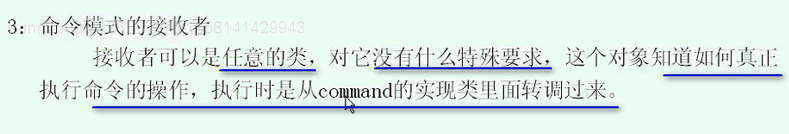 3：命令模式的接收者
接收者可以是任意的类，对它没有什么特殊要求，这个对象知道如何真正
执行命令的操作，执行时是从command的实现类里面转调过来。